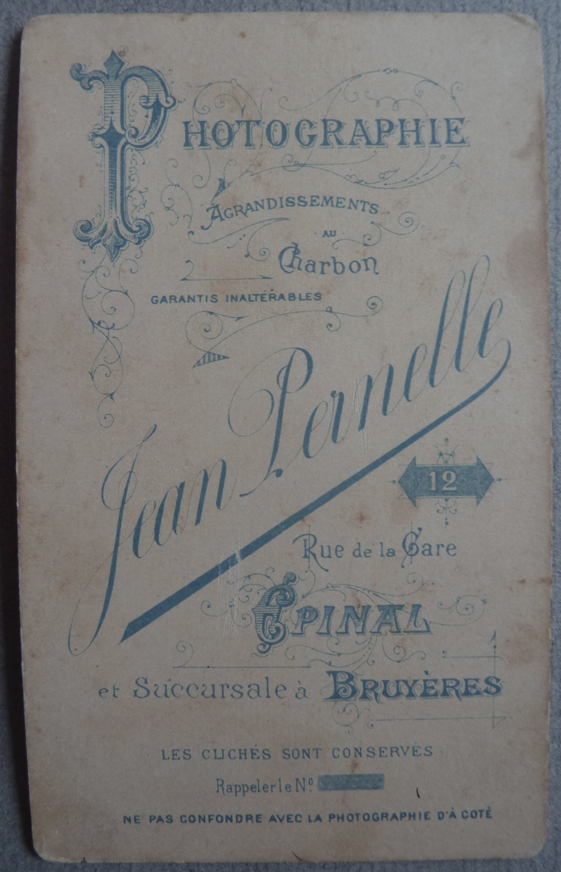 PHOTOGRAPHIE
AGRANDISSEMENTS
AU
Charbon
GARANTIS INALTÉRABLES
Jean Pernelle
12
Rue de la Gare
EPINAL
et Succursale à BRUYÈRES
LES CLICHÉS SONT CONSERVÉS
Rappeler le No.
NE PAS CONFONDRE AVEC LA PHOTOGRAPHIE D'À COTÉ